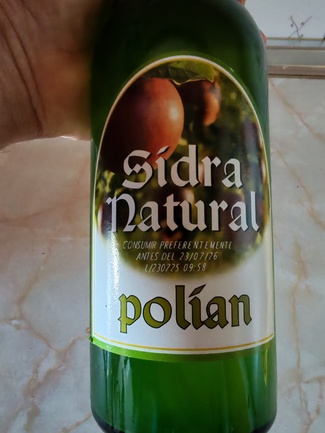 Sidra
Natural
CONSUMIR PREFERENTEMENTE
ANTES DEL 23/07/26
L/230725 09:58
polían